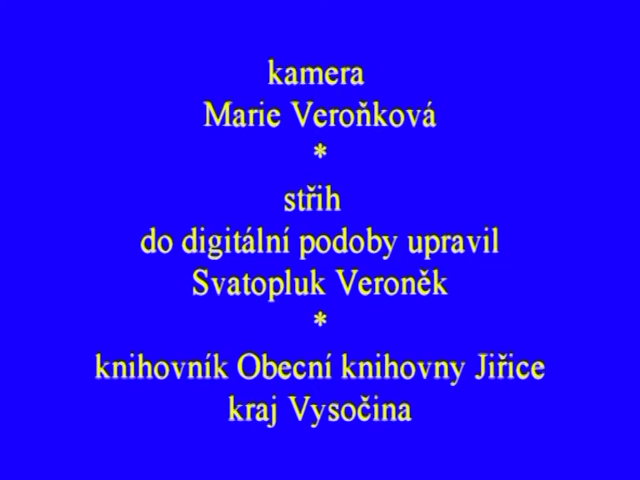 kamera
Marie Veroňková
*
střih
do digitální podoby upravil
Svatopluk Veroněk
*
knihovník Obecní knihovny Jiřice
kraj Vysočina